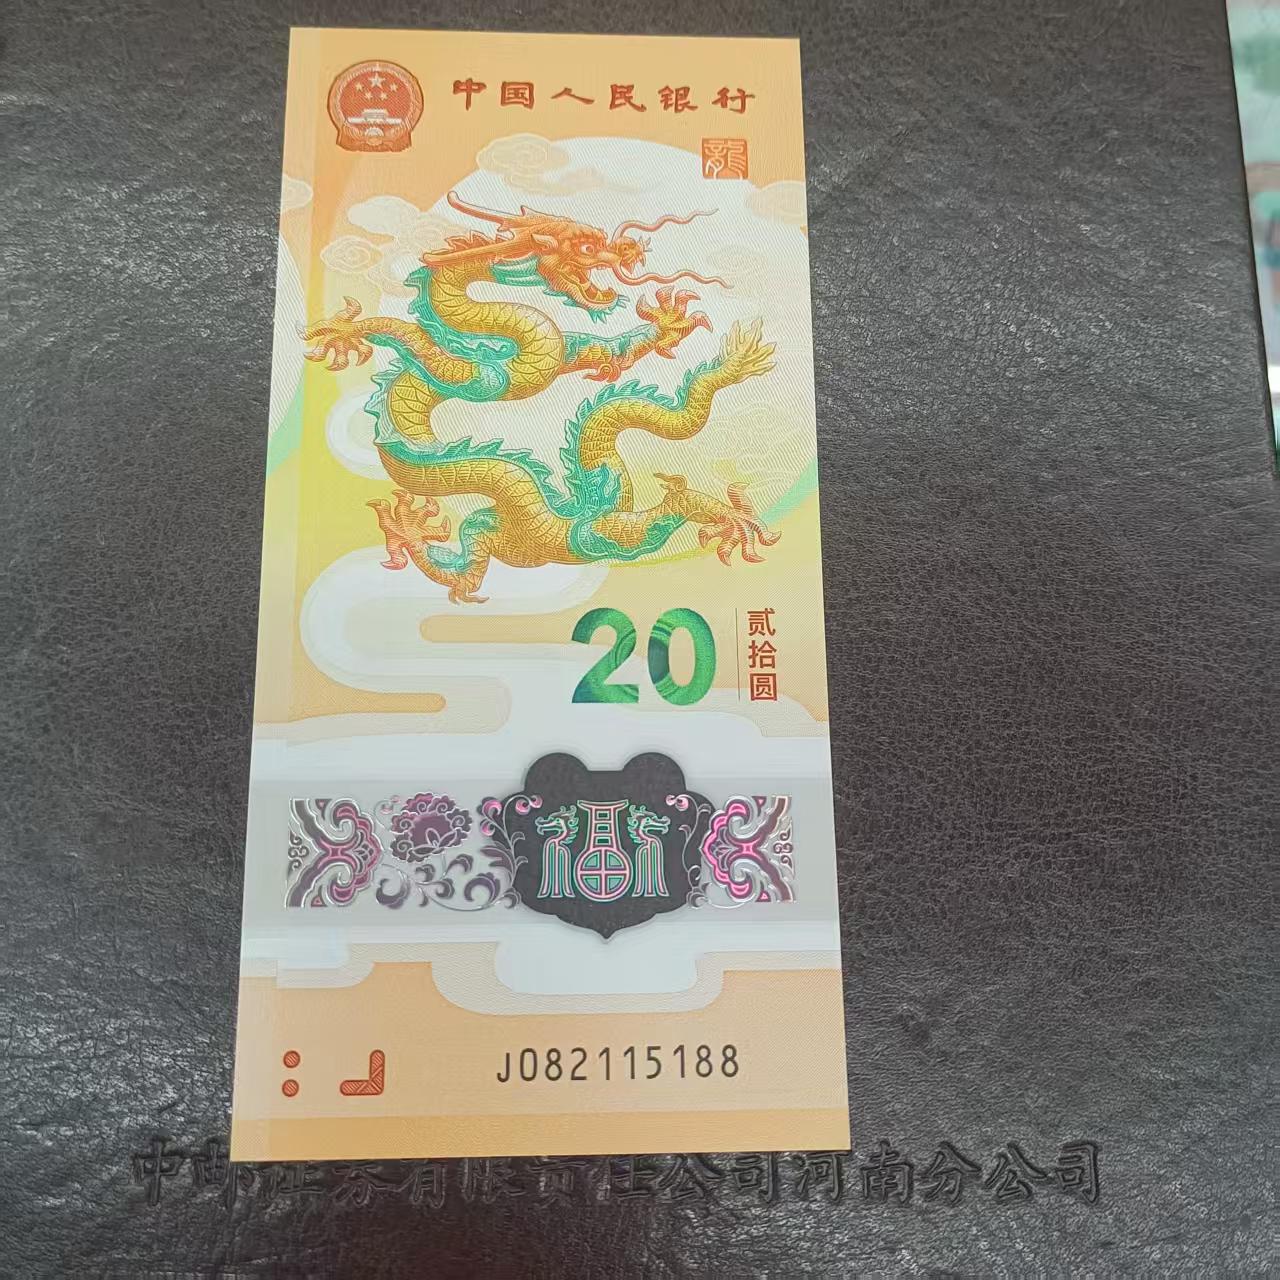 中国人民银行
龍
20
贰拾圆
福
J082115188
中邮证券有限责任公司河南分公司